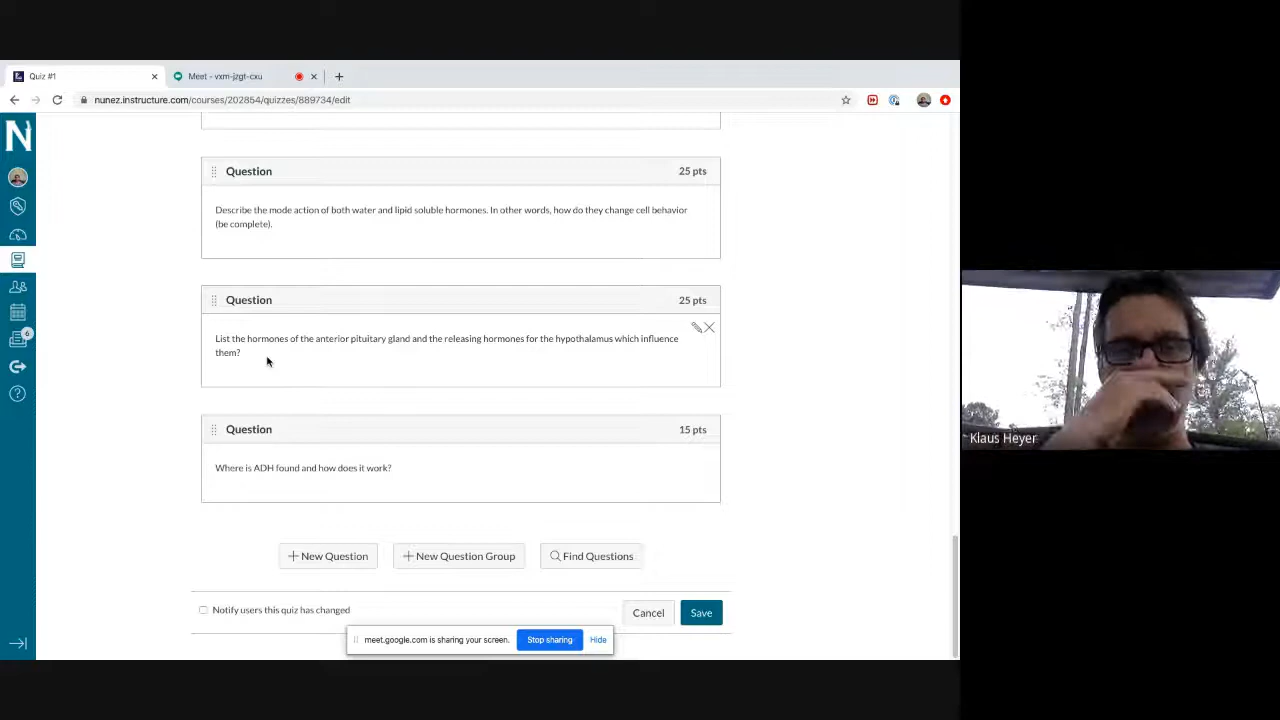 Quiz #1
Meet - vxm-jzgt-cxu
nunez.instructure.com/courses/202854/quizzes/889734/edit
N
6
Question 25 pts
Describe the mode action of both water and lipid soluble hormones. In other words, how do they change cell behavior
(be complete).
Question 25 pts
List the hormones of the anterior pituitary gland and the releasing hormones for the hypothalamus which influence
them?
Question 15 pts
Where is ADH found and how does it work?
New Question
New Question Group
Find Questions
Notify users this quiz has changed
Cancel
Save
meet.google.com is sharing your screen.
Stop sharing
Hide
Klaus Heyer